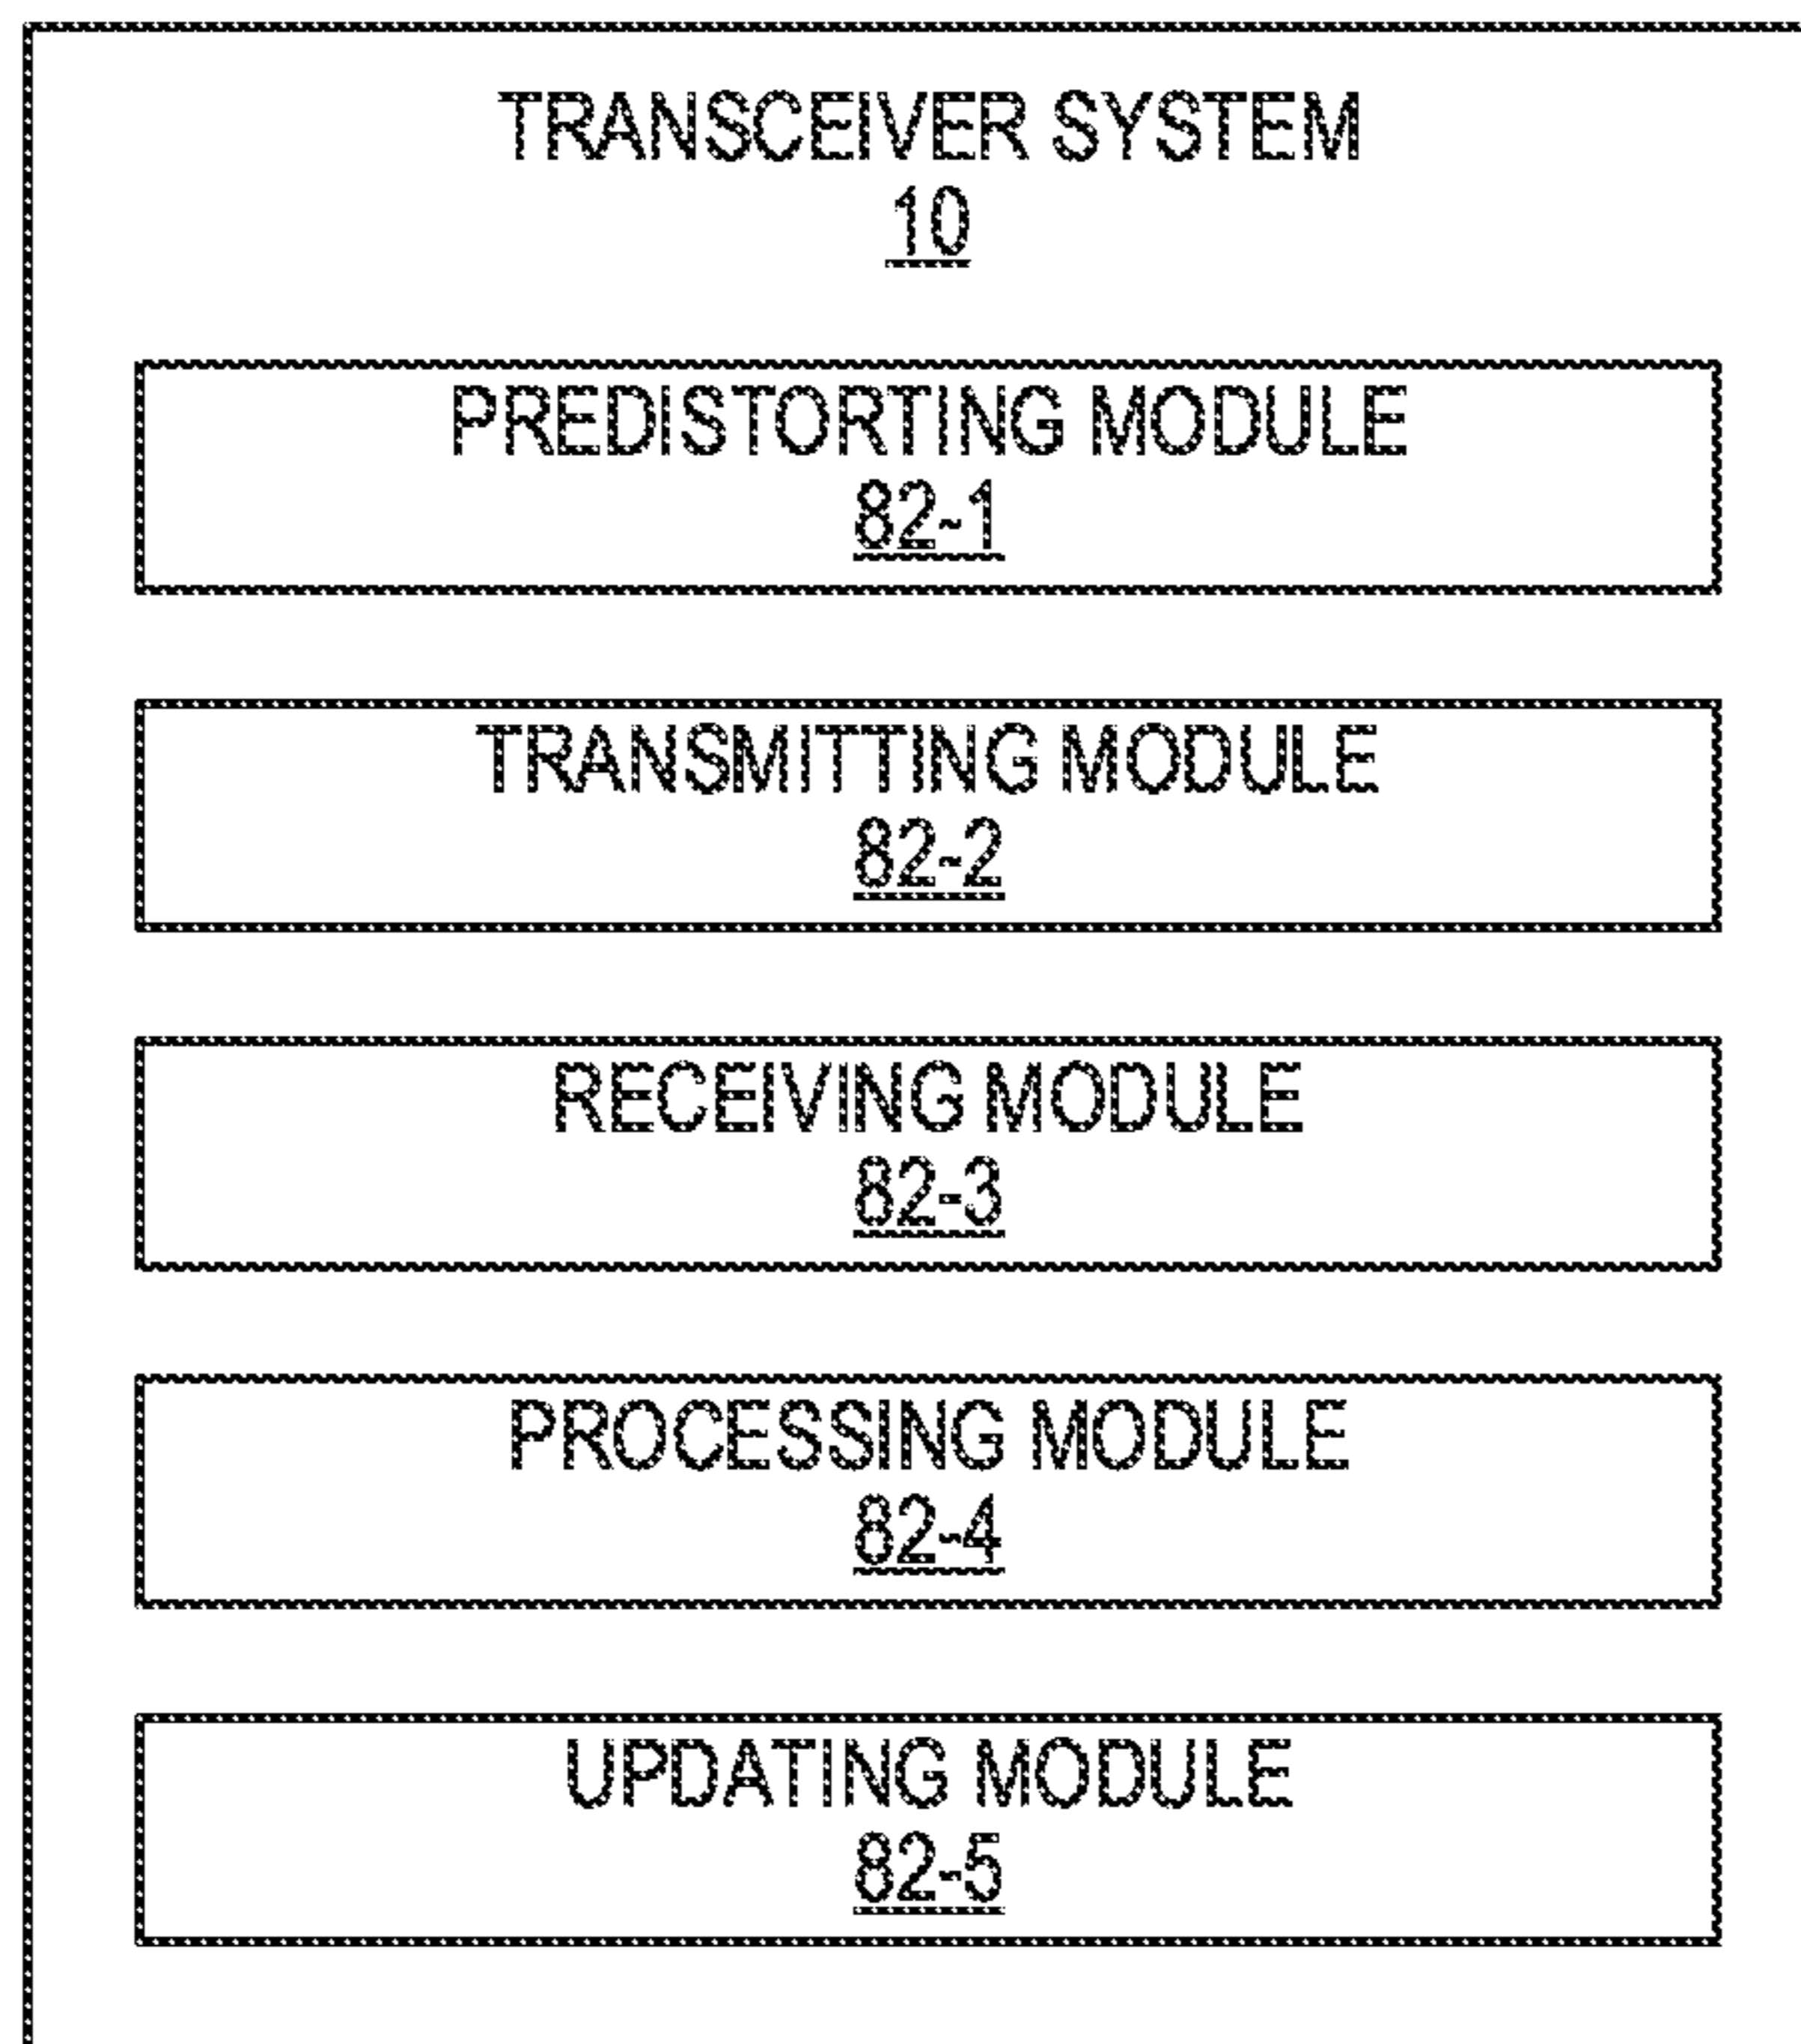 TRANSCEIVER SYSTEM
10
PREDISTORTING MODULE
82-1
TRANSMITTING MODULE
82-2
RECEIVING MODULE
82-3
PROCESSING MODULE
82-4
UPDATING MODULE
82-5